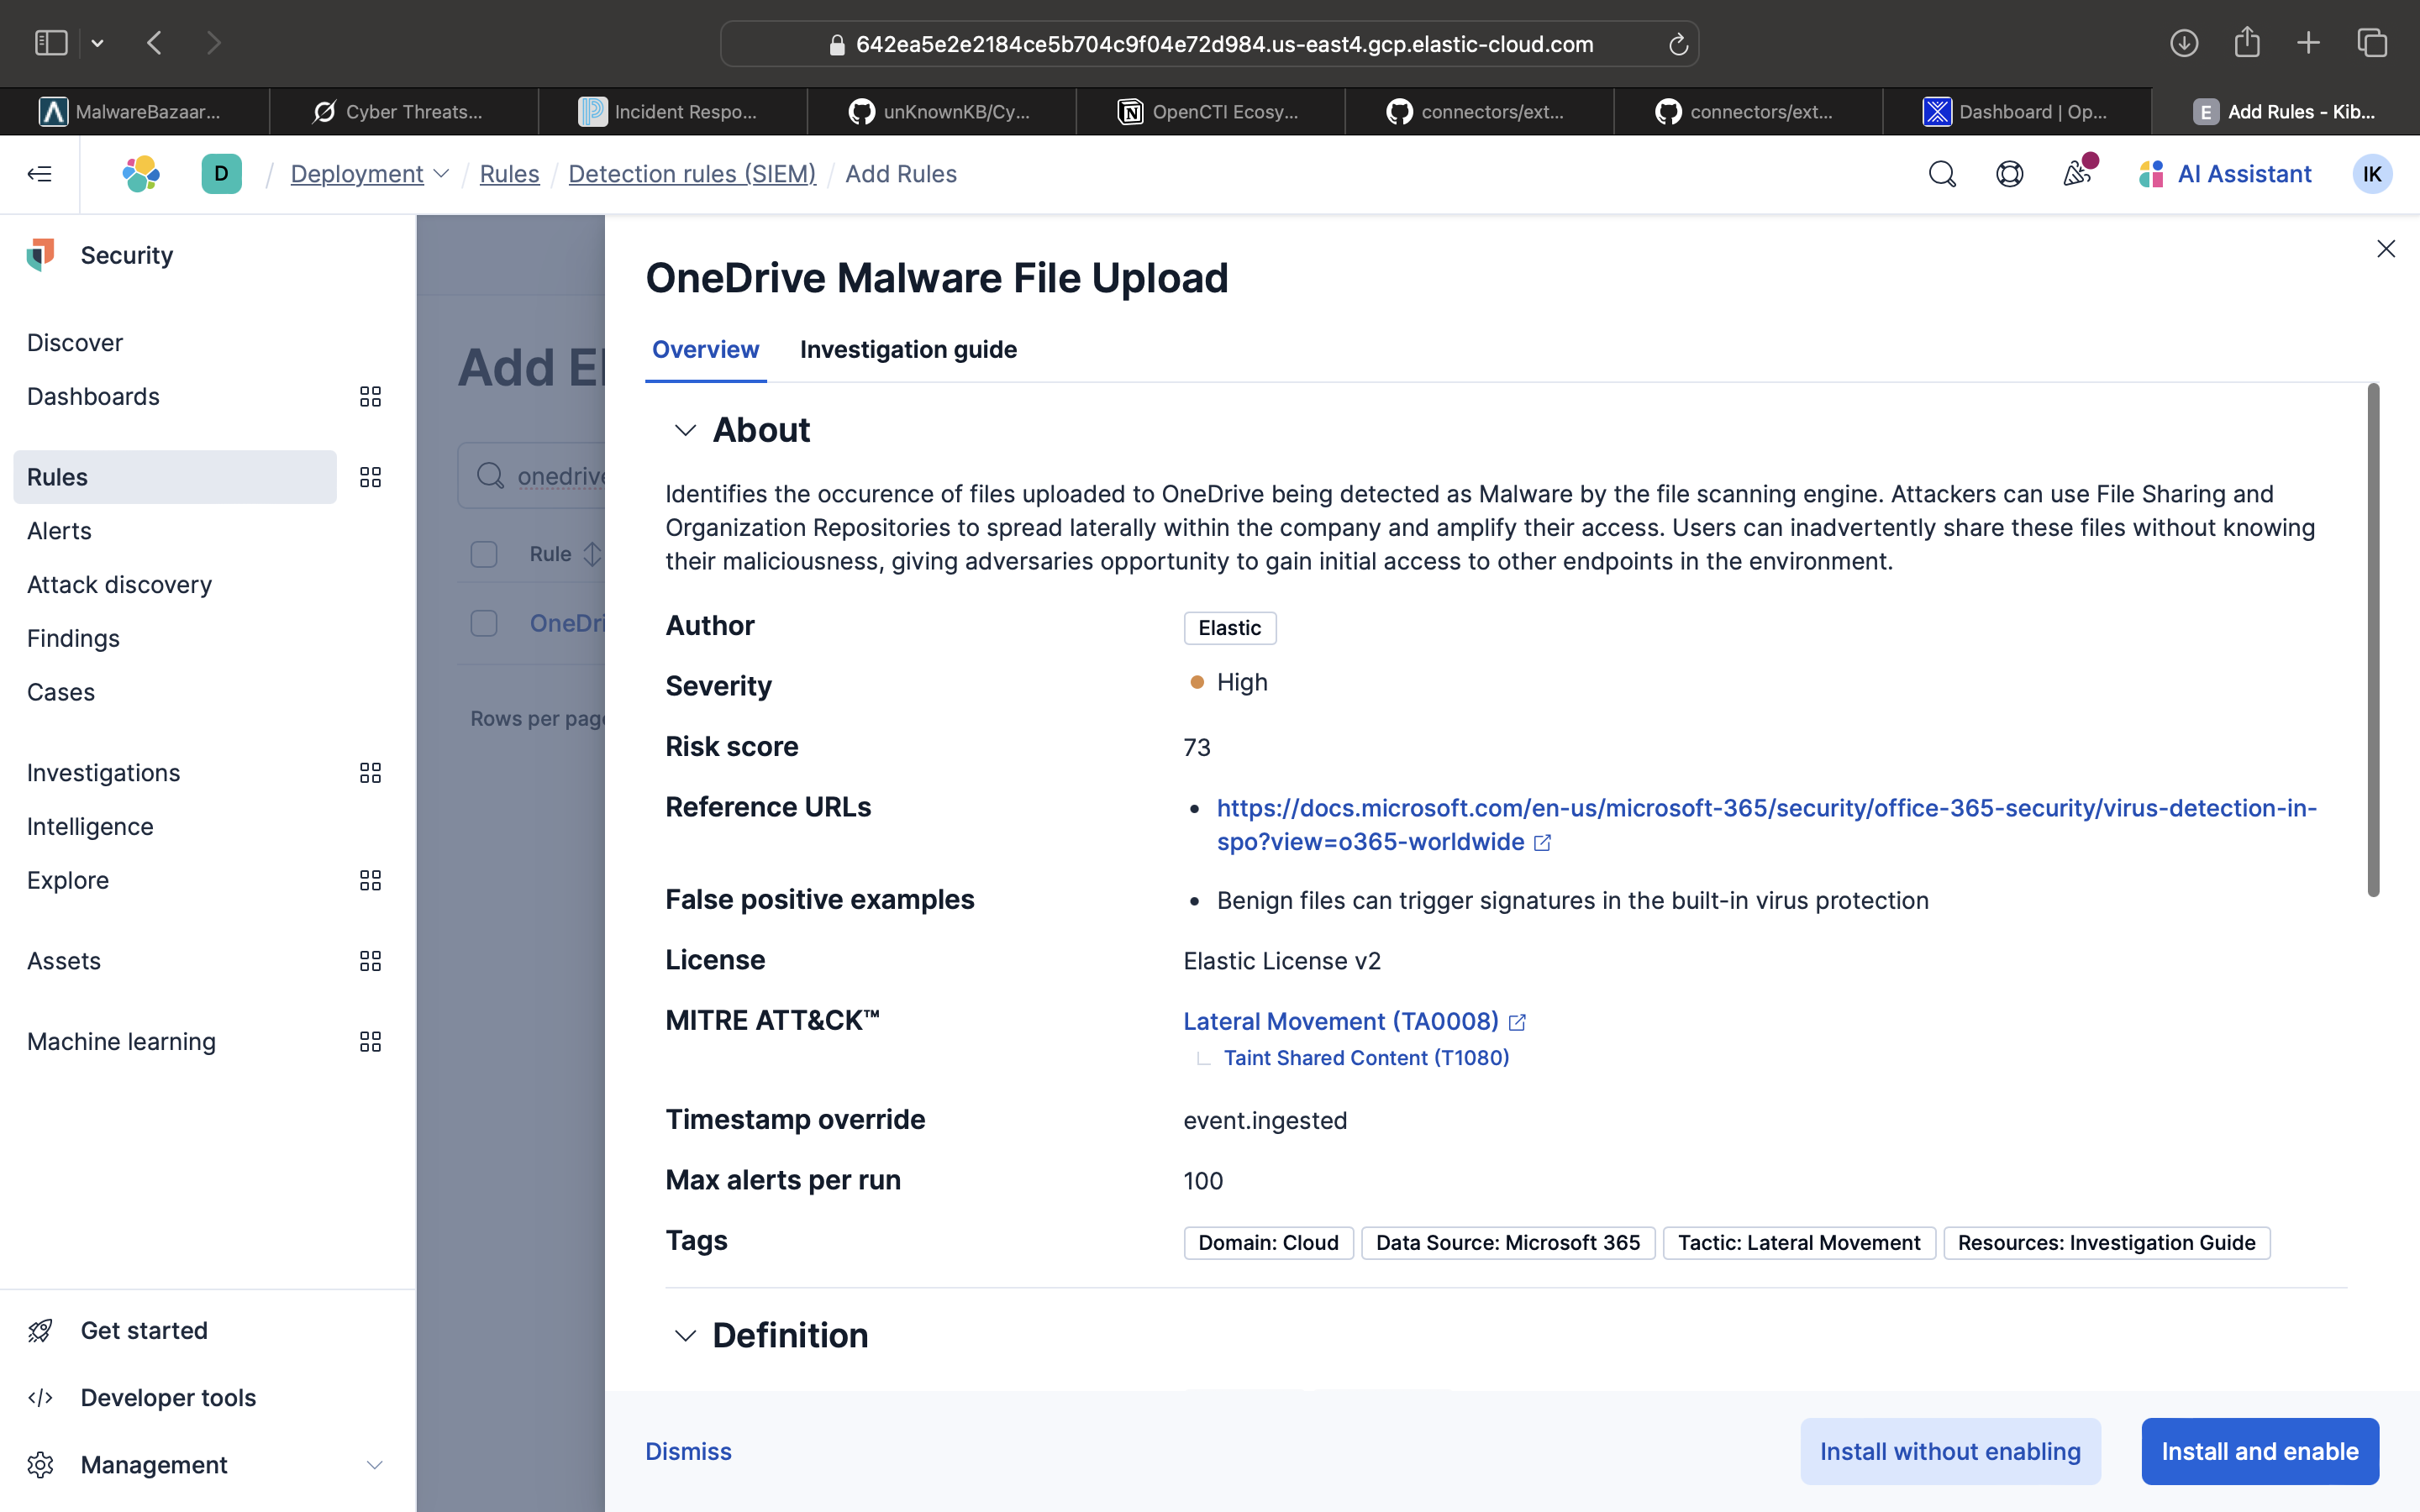 642ea5e2e2184ce5b704c9f04e72d984.us-east4.gcp.elastic-cloud.com
MalwareBazaar...
Cyber Threats...
Incident Respo...
unKnownKB/Cy...
OpenCTI Ecosy...
connectors/ext...
connectors/ext...
Dashboard | Op...
E Add Rules - Kib...
D / Deployment / Rules / Detection rules (SIEM) / Add Rules
AI Assistant
IK
Security
Discover
Dashboards
Rules
Alerts
Attack discovery
Findings
Cases
Investigations
Intelligence
Explore
Assets
Machine learning
Get started
Developer tools
Management
Add El
onedrive
Rule
OneDri
Rows per page
OneDrive Malware File Upload
Overview
Investigation guide
About
Identifies the occurence of files uploaded to OneDrive being detected as Malware by the file scanning engine. Attackers can use File Sharing and
Organization Repositories to spread laterally within the company and amplify their access. Users can inadvertently share these files without knowing
their maliciousness, giving adversaries opportunity to gain initial access to other endpoints in the environment.
Author
Elastic
Severity
High
Risk score
73
Reference URLs
• https://docs.microsoft.com/en-us/microsoft-365/security/office-365-security/virus-detection-in-
spo?view=o365-worldwide
False positive examples
• Benign files can trigger signatures in the built-in virus protection
License
Elastic License v2
MITRE ATT&CK™
Lateral Movement (TA0008)
Taint Shared Content (T1080)
Timestamp override
event.ingested
Max alerts per run
100
Tags
Domain: Cloud
Data Source: Microsoft 365
Tactic: Lateral Movement
Resources: Investigation Guide
Definition
Dismiss
Install without enabling
Install and enable